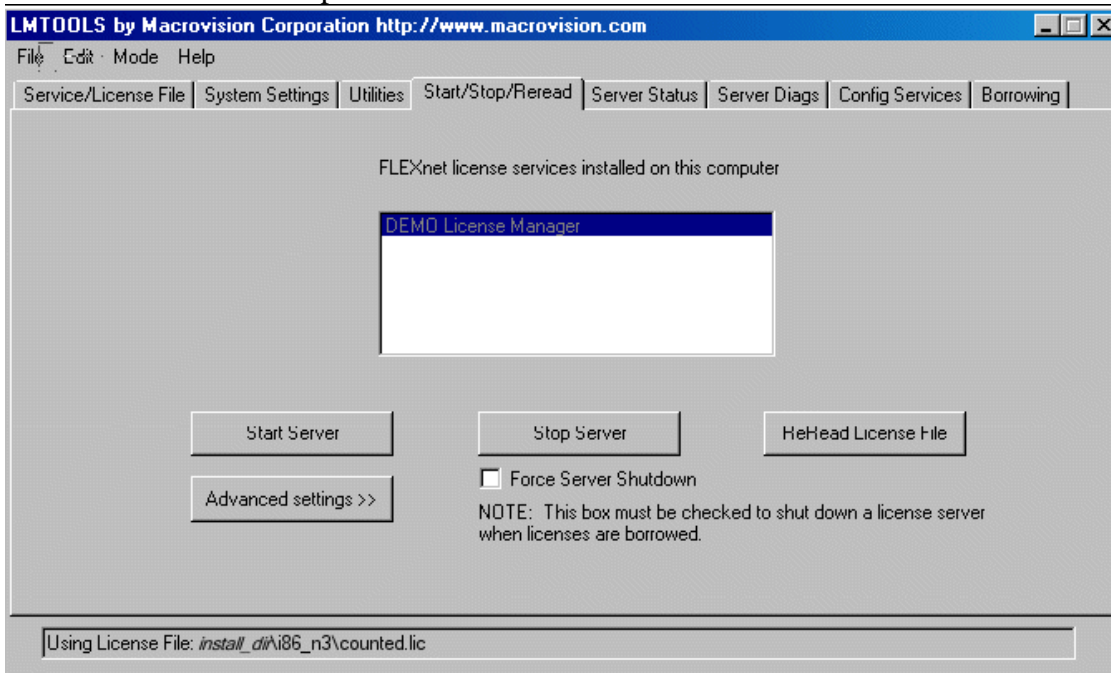 LMTOOLS by Macrovision Corporation http://www.macrovision.com
File Edit Mode Help
Service/License File System Settings Utilities Start/Stop/Reread Server Status Server Diags Config Services Borrowing
FLEXnet license services installed on this computer
DEMO License Manager
Start Server Stop Server ReRead License File
Force Server Shutdown
Advanced settings >>
NOTE: This box must be checked to shut down a license server
when licenses are borrowed.
Using License File: install_dir\i86_n3\counted.lic